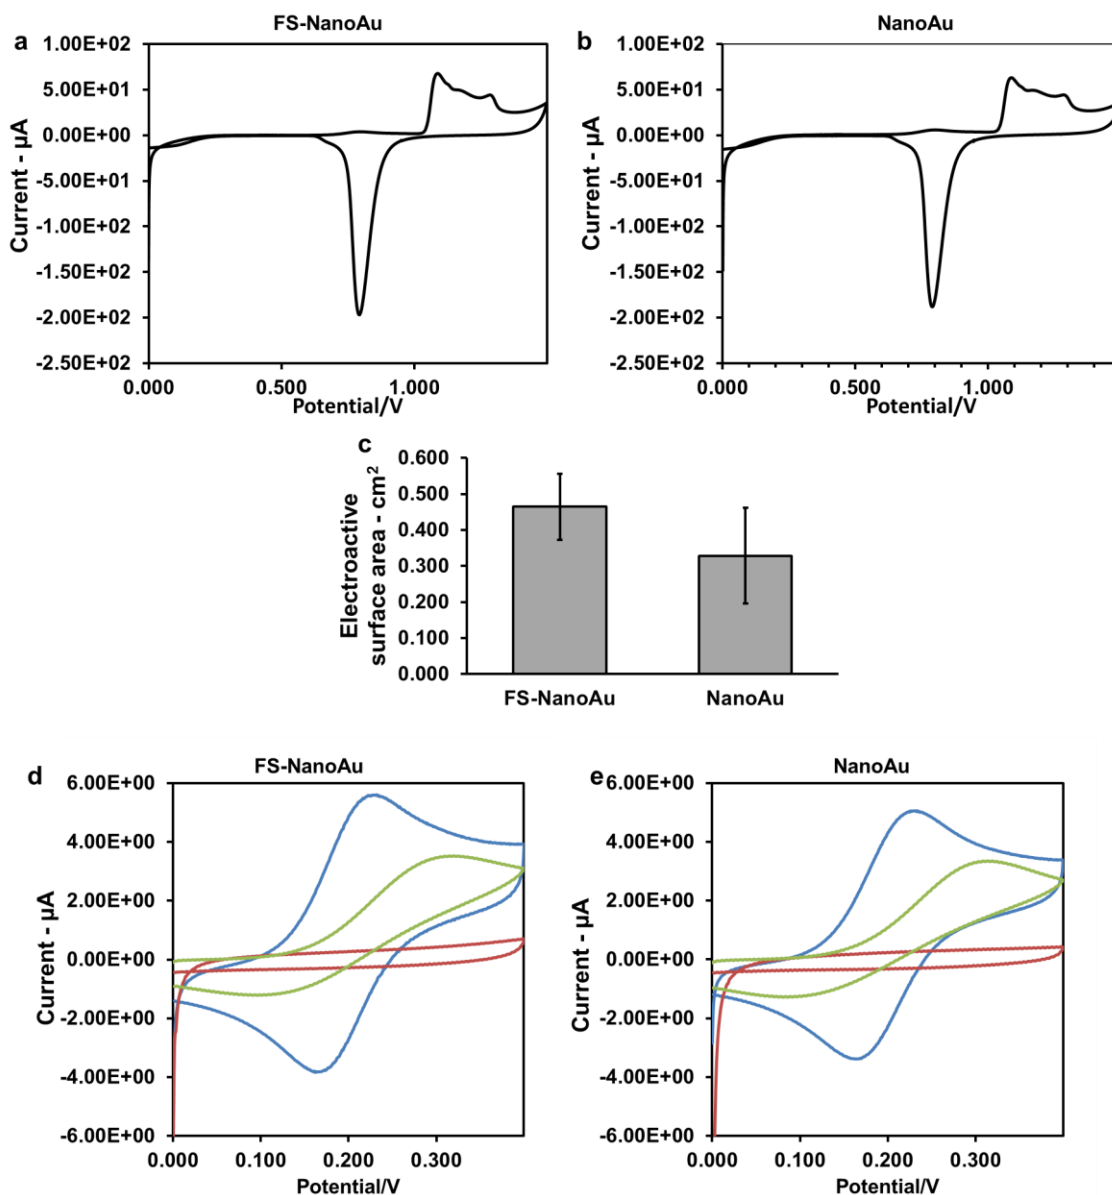 a
FS-NanoAu
1.00E+02
5.00E+01
0.00E+00
-5.00E+01
-1.00E+02
-1.50E+02
-2.00E+02
-2.50E+02
Current - µA
0.000 0.500 1.000
Potential/V
b
NanoAu
1.00E+02
5.00E+01
0.00E+00
-5.00E+01
-1.00E+02
-1.50E+02
-2.00E+02
-2.50E+02
Current - µA
0.000 0.500 1.000
Potential/V
c
0.600
0.500
0.400
0.300
0.200
0.100
0.000
Electroactive
surface area - cm²
FS-NanoAu NanoAu
d
FS-NanoAu
6.00E+00
4.00E+00
2.00E+00
0.00E+00
-2.00E+00
-4.00E+00
-6.00E+00
Current - µA
0.000 0.100 0.200 0.300
Potential/V
e
NanoAu
6.00E+00
4.00E+00
2.00E+00
0.00E+00
-2.00E+00
-4.00E+00
-6.00E+00
Current - µA
0.000 0.100 0.200 0.300
Potential/V